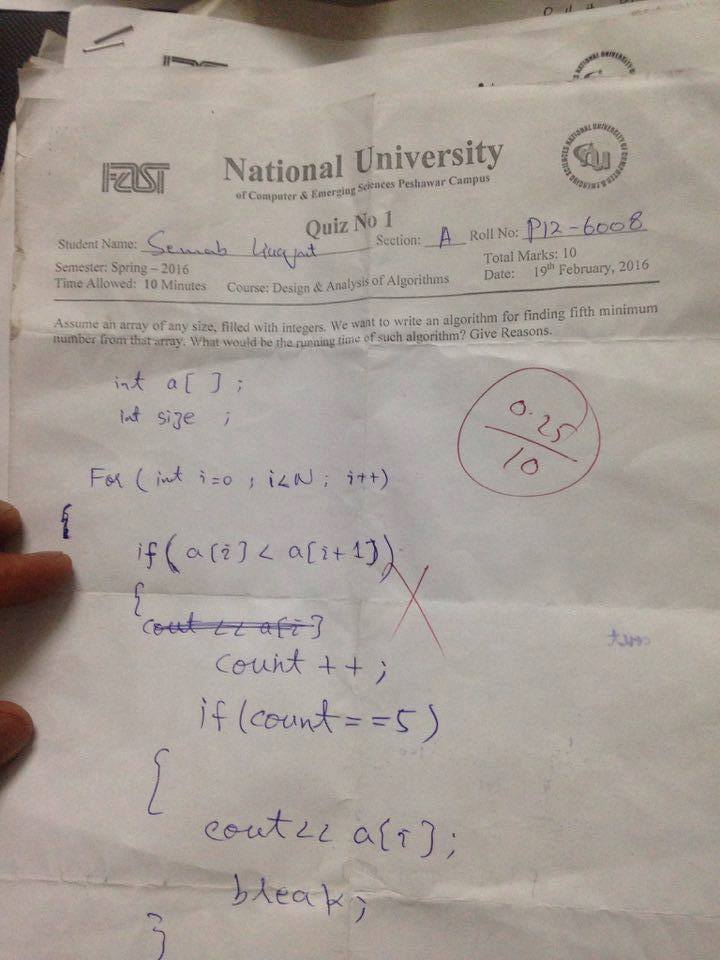 FAST
National University
of Computer & Emerging Sciences Peshawar Campus
Quiz No 1
Student Name: Semab Section: A Roll No: P12-6008
Semester: Spring – 2016 Total Marks: 10
Time Allowed: 10 Minutes Course: Design & Analysis of Algorithms Date: 19th February, 2016
Assume an array of any size, filled with integers. We want to write an algorithm for finding fifth minimum
number from that array. What would be the running time of such algorithm? Give Reasons.
int a[ ] ;
int size ;
0.25
10
For ( int i=0 ; i<N ; i++)
{
if( a[i] < a[i+1])
{
cout << a[i]
count ++ ;
if(count==5)
{
cout<< a[i];
break;
}